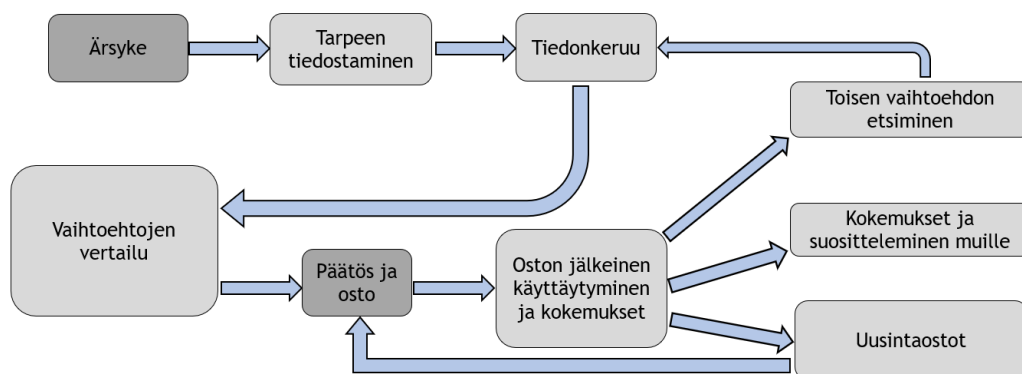 Ärsyke
Tarpeen
tiedostaminen
Tiedonkeruu
Toisen vaihtoehdon
etsiminen
Vaihtoehtojen
vertailu
Päätös ja
osto
Oston jälkeinen
käyttäytyminen
ja kokemukset
Kokemukset ja
suositteleminen muille
Uusintaostot